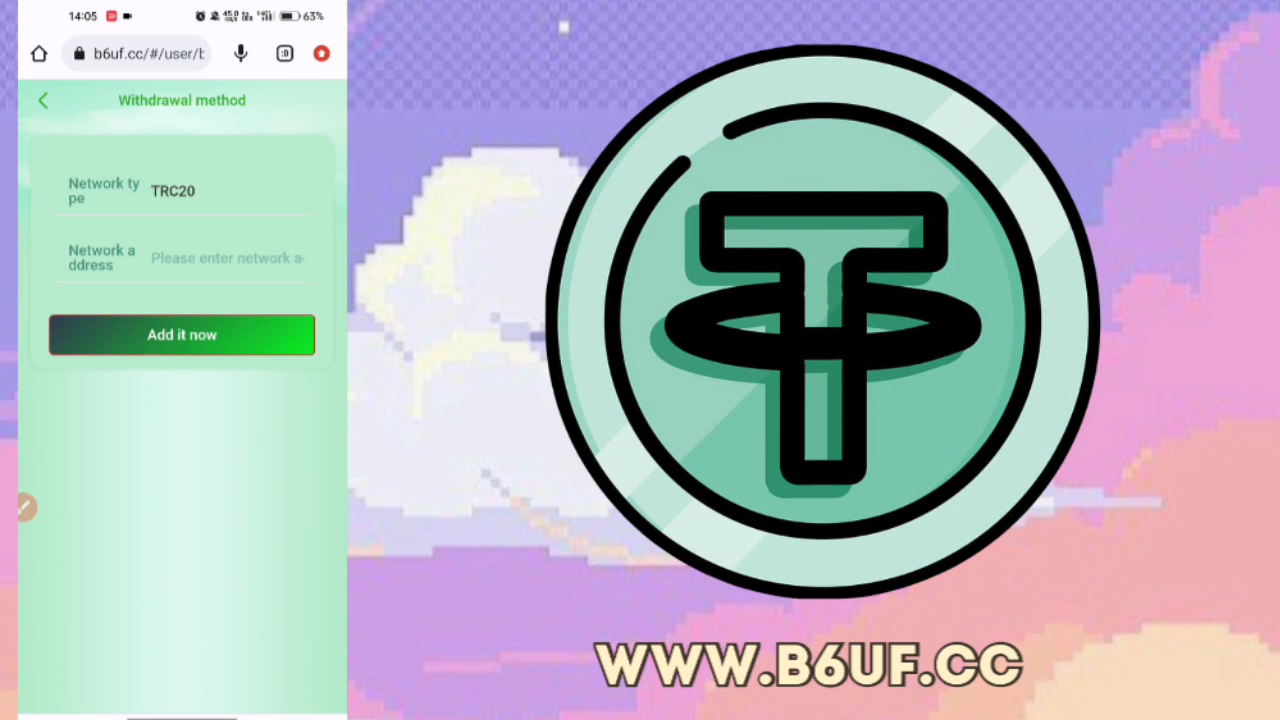 14:05
63%
b6uf.cc/#/user/b
:D
Withdrawal method
Network ty
pe
TRC20
Network a
ddress
Please enter network a
Add it now
WWW.B6UF.CC